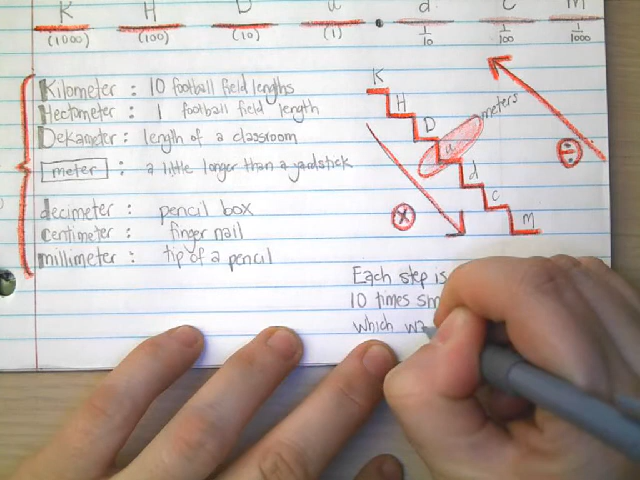 K H D u . d C M
(1000) (100) (10) (1) 1/10 1/100 1/1000
Kilometer : 10 football field lengths
Hectometer : 1 football field length
Dekameter : length of a classroom
meter : a little longer than a yardstick
decimeter : pencil box
centimeter : finger nail
millimeter : tip of a pencil
K
H
D
u
meters
d
c
M
x
÷
Each step is
10 times
which